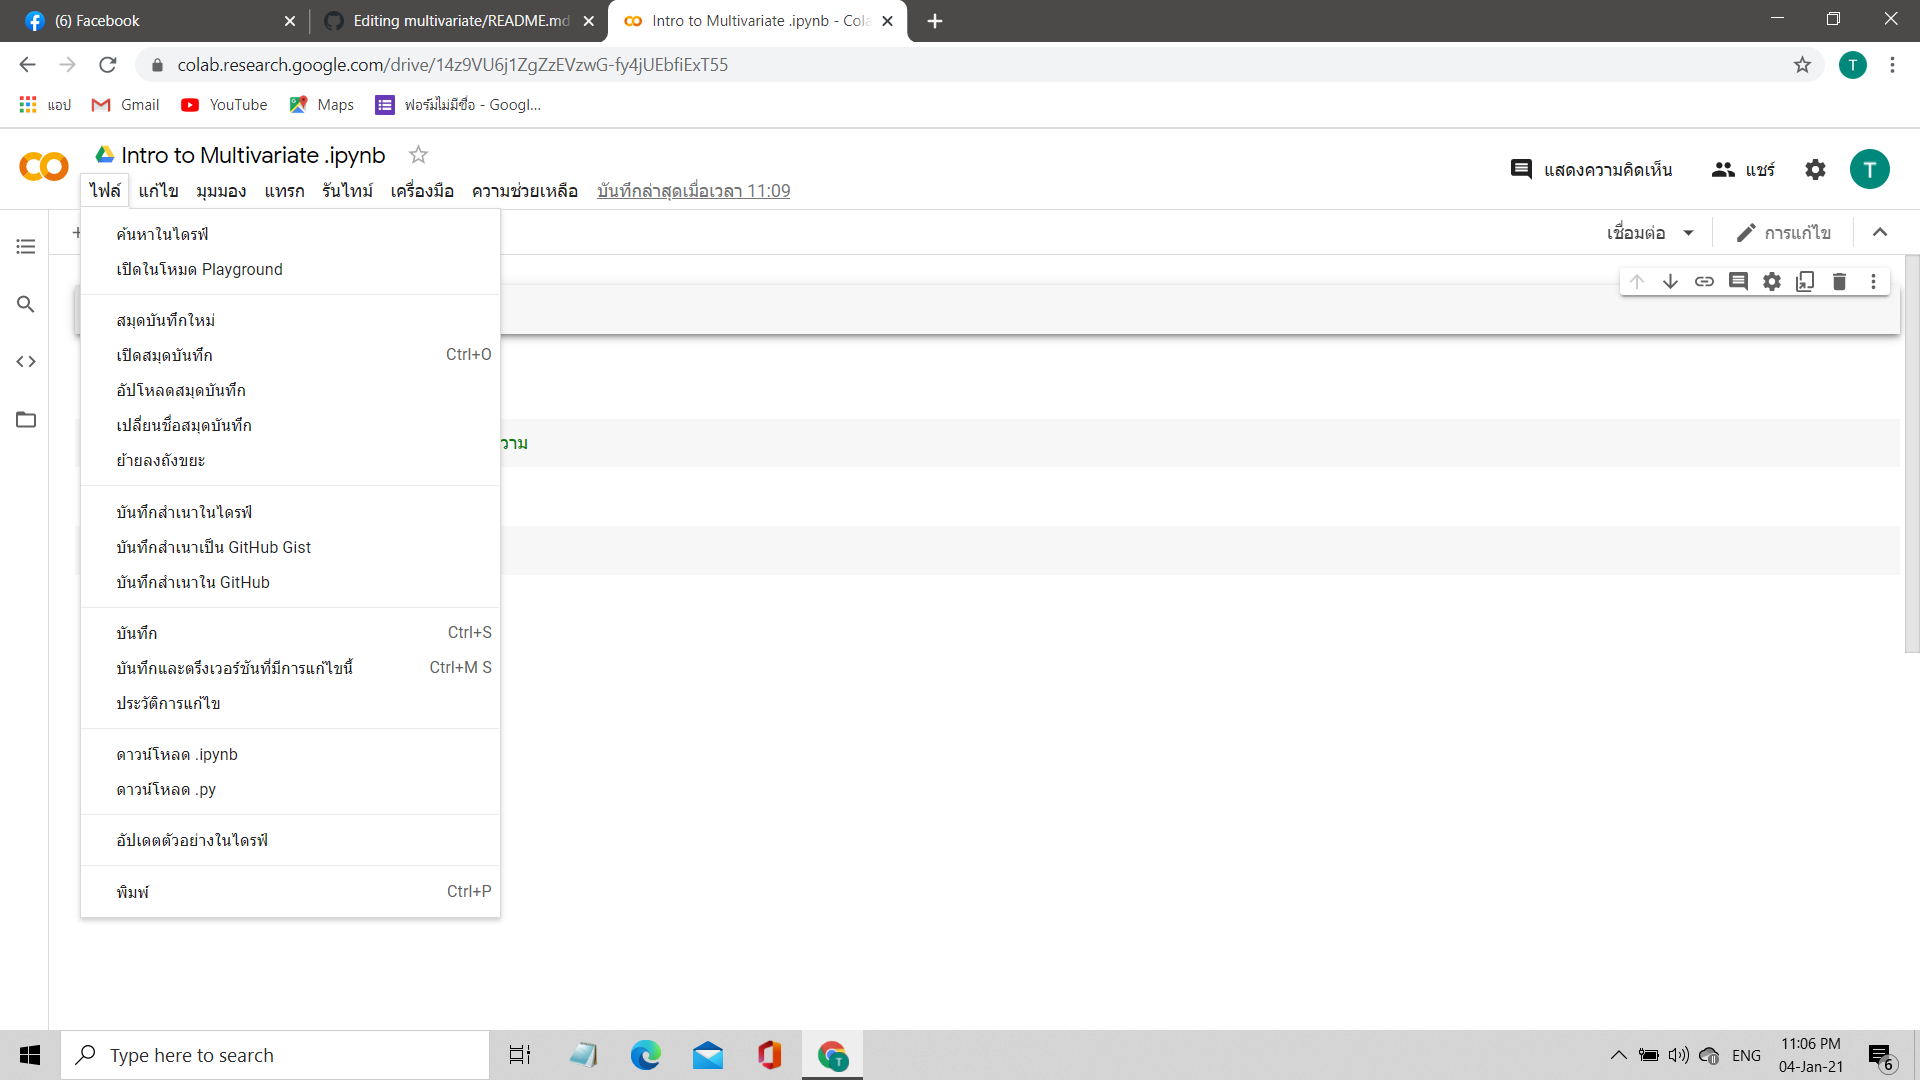 (6) Facebook
Editing multivariate/README.md
Intro to Multivariate .ipynb - Cola
colab.research.google.com/drive/14z9VU6j1ZgZzEVzwG-fy4jUEbfiExT55
T
แอป Gmail YouTube Maps ฟอร์มไม่มีชื่อ - Googl...
Intro to Multivariate .ipynb
แสดงความคิดเห็น แชร์ T
ไฟล์ แก้ไข มุมมอง แทรก รันไทม์ เครื่องมือ ความช่วยเหลือ บันทึกล่าสุดเมื่อเวลา 11:09
เชื่อมต่อ การแก้ไข
ค้นหาในไดรฟ์
เปิดในโหมด Playground
สมุดบันทึกใหม่
เปิดสมุดบันทึก Ctrl+O
อัปโหลดสมุดบันทึก
เปลี่ยนชื่อสมุดบันทึก
วาม
ย้ายลงถังขยะ
บันทึกสำเนาในไดรฟ์
บันทึกสำเนาเป็น GitHub Gist
บันทึกสำเนาใน GitHub
บันทึก Ctrl+S
บันทึกและตรึงเวอร์ชันที่มีการแก้ไขนี้ Ctrl+M S
ประวัติการแก้ไข
ดาวน์โหลด .ipynb
ดาวน์โหลด .py
อัปเดตตัวอย่างในไดรฟ์
พิมพ์ Ctrl+P
Type here to search
ENG
11:06 PM
04-Jan-21
6